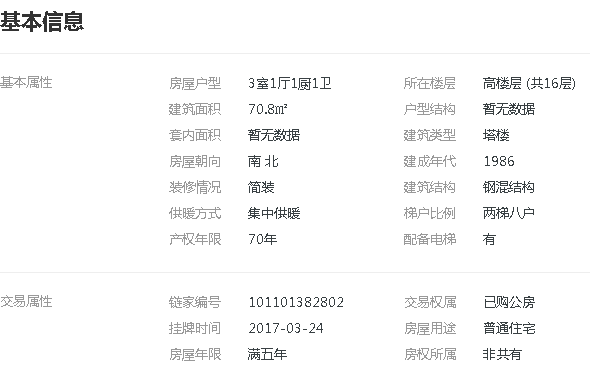 基本信息
基本属性 房屋户型 3室1厅1厨1卫 所在楼层 高楼层 (共16层)
建筑面积 70.8㎡ 户型结构 暂无数据
套内面积 暂无数据 建筑类型 塔楼
房屋朝向 南 北 建成年代 1986
装修情况 简装 建筑结构 钢混结构
供暖方式 集中供暖 梯户比例 两梯八户
产权年限 70年 配备电梯 有
交易属性 链家编号 101101382802 交易权属 已购公房
挂牌时间 2017-03-24 房屋用途 普通住宅
房屋年限 满五年 房权所属 非共有